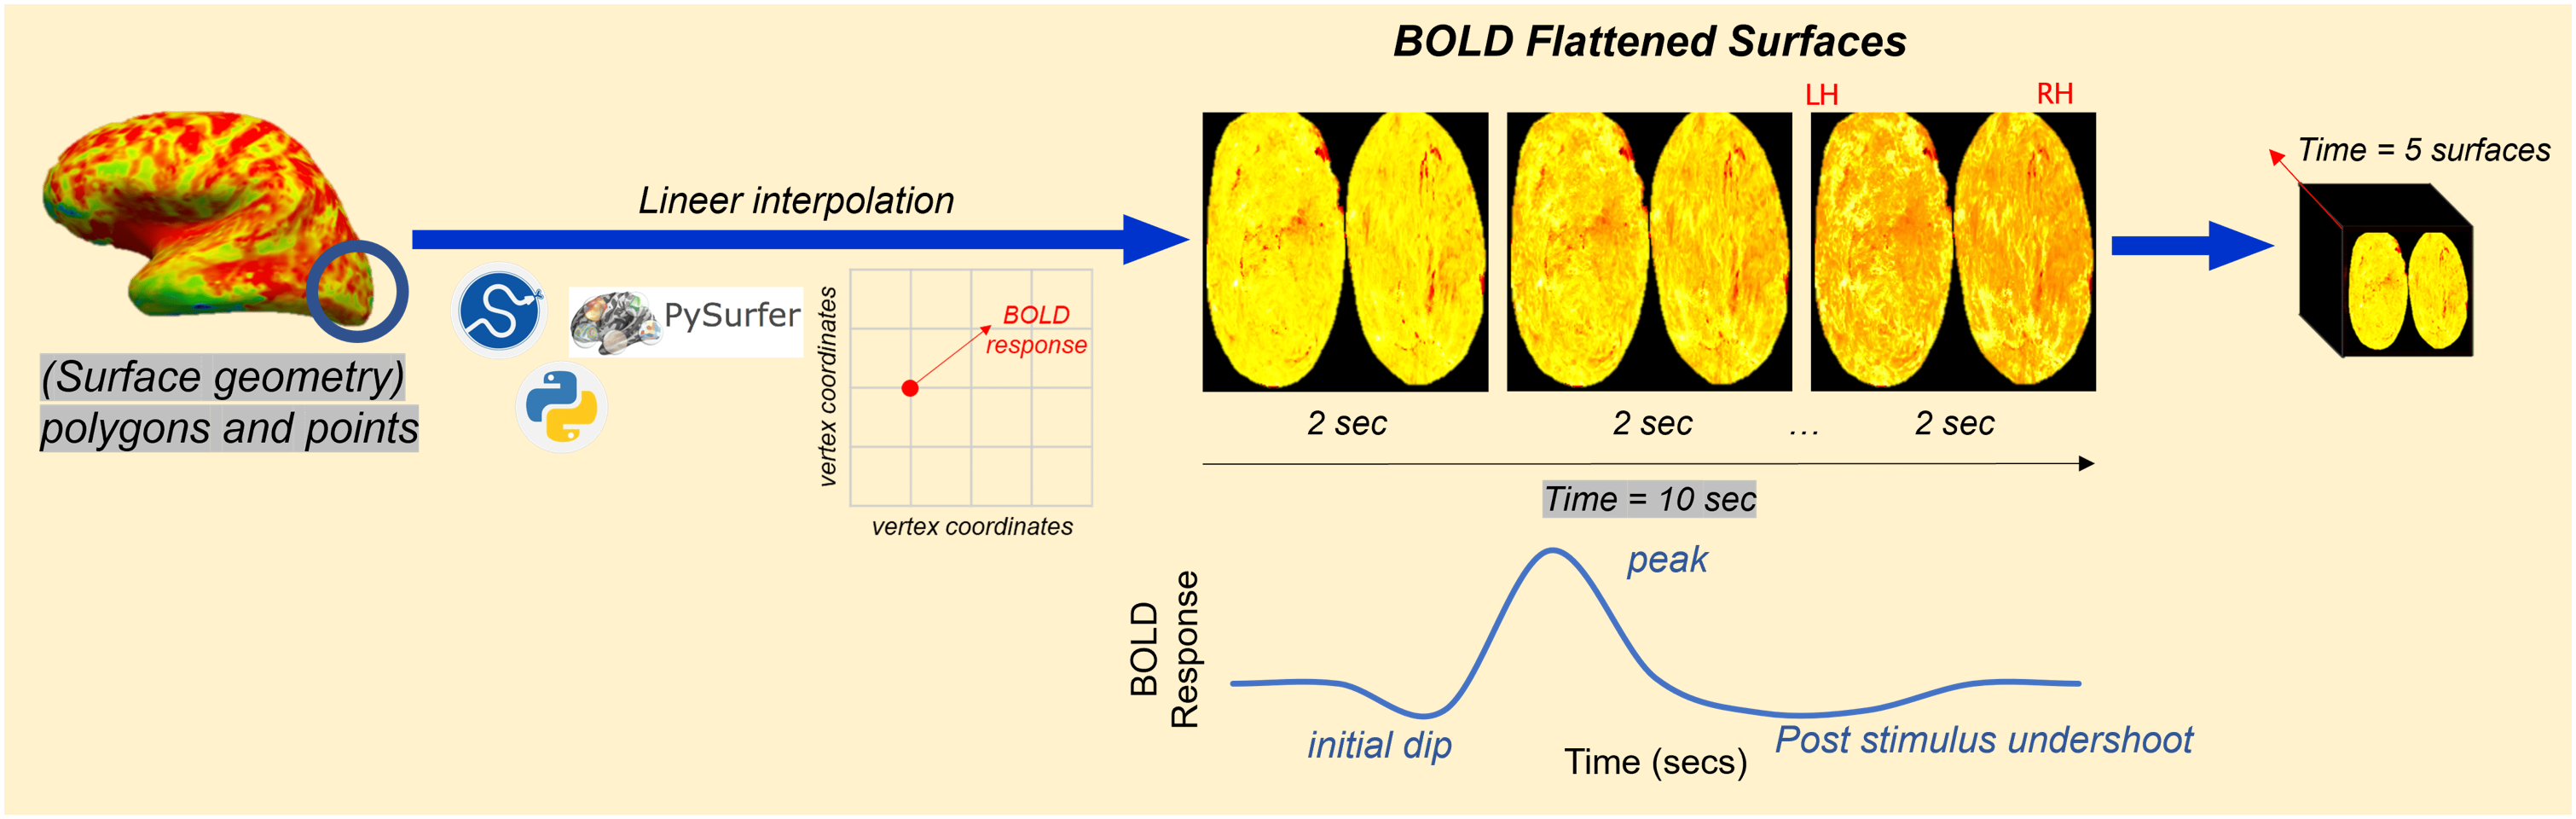 BOLD Flattened Surfaces
LH
RH
Time = 5 surfaces
Lineer interpolation
PySurfer
BOLD
response
vertex coordinates
vertex coordinates
(Surface geometry)
polygons and points
2 sec
2 sec
...
2 sec
Time = 10 sec
peak
BOLD
Response
initial dip
Post stimulus undershoot
Time (secs)